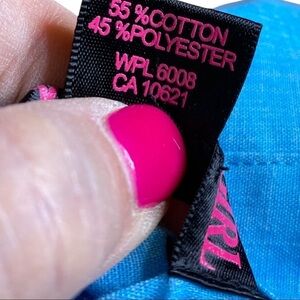 55 %COTTON
45 %POLYESTER
WPL 6008
CA 10621